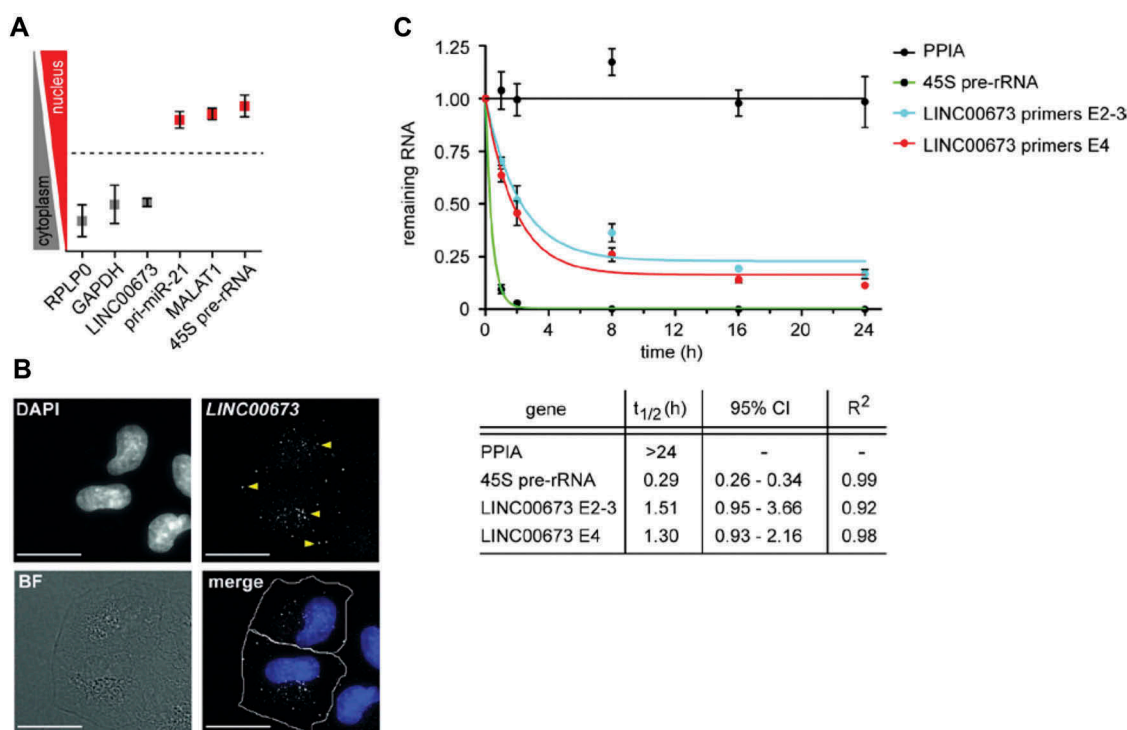 A
nucleus
cytoplasm
RPLP0
GAPDH
LINC00673
pri-miR-21
MALAT1
45S pre-rRNA
B
DAPI
LINC00673
BF
merge
C
remaining RNA
1.25
1.00
0.75
0.50
0.25
0
0 4 8 12 16 20 24
time (h)
PPIA
45S pre-rRNA
LINC00673 primers E2-3
LINC00673 primers E4
gene t1/2 (h) 95% CI R2
PPIA >24 - -
45S pre-rRNA 0.29 0.26 - 0.34 0.99
LINC00673 E2-3 1.51 0.95 - 3.66 0.92
LINC00673 E4 1.30 0.93 - 2.16 0.98